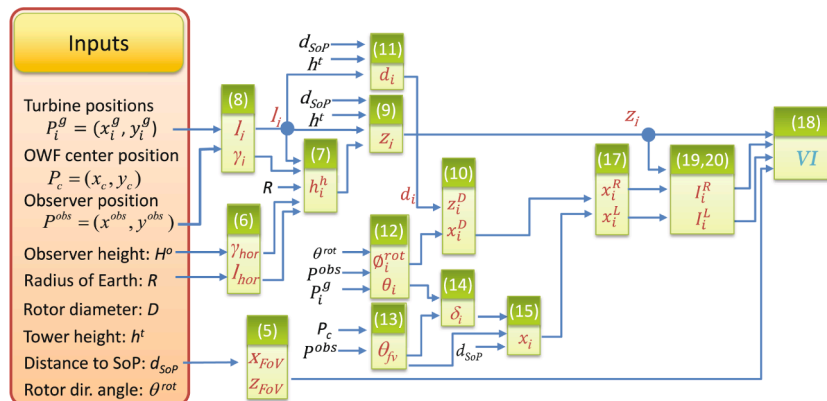 Inputs
Turbine positions
P_i^g = (x_i^g, y_i^g)
OWF center position
P_c = (x_c, y_c)
Observer position
P^obs = (x^obs, y^obs)
Observer height: H^o
Radius of Earth: R
Rotor diameter: D
Tower height: h^t
Distance to SoP: d_SoP
Rotor dir. angle: θ^rot
(8)
l_i
γ_i
l_i
(6)
γ_hor
l_hor
(5)
x_FoV
z_FoV
R
(7)
h_i^h
d_SoP
h^t
(11)
d_i
d_SoP
h^t
(9)
z_i
θ^rot
P^obs
P_i^g
(12)
ϕ_i^rot
θ_i
P_c
P^obs
(13)
θ_fv
d_i
(10)
z_i^D
x_i^D
(14)
δ_i
d_SoP
(15)
x_i
(17)
x_i^R
x_i^L
z_i
(19,20)
I_i^R
I_i^L
(18)
VI